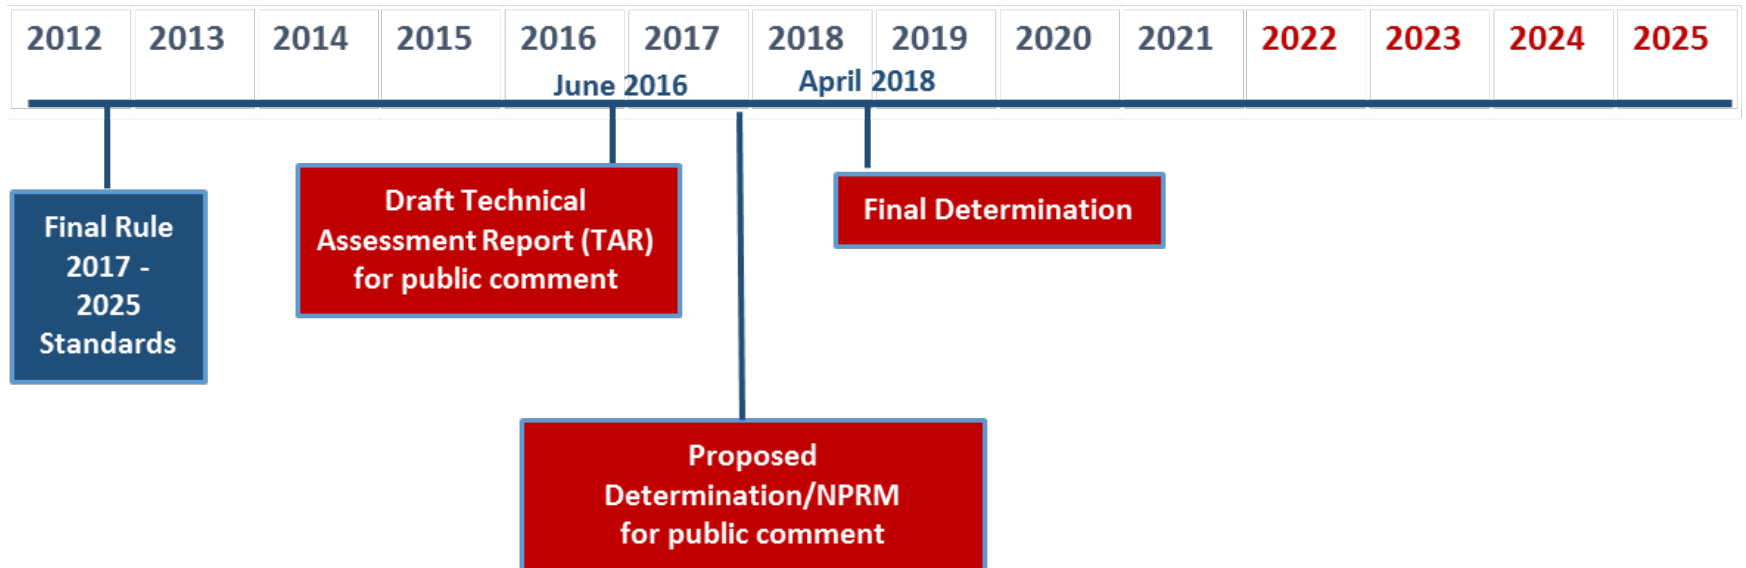 2012 2013 2014 2015 2016 2017 2018 2019 2020 2021 2022 2023 2024 2025
June 2016 April 2018
Final Rule
2017 -
2025
Standards
Draft Technical
Assessment Report (TAR)
for public comment
Final Determination
Proposed
Determination/NPRM
for public comment